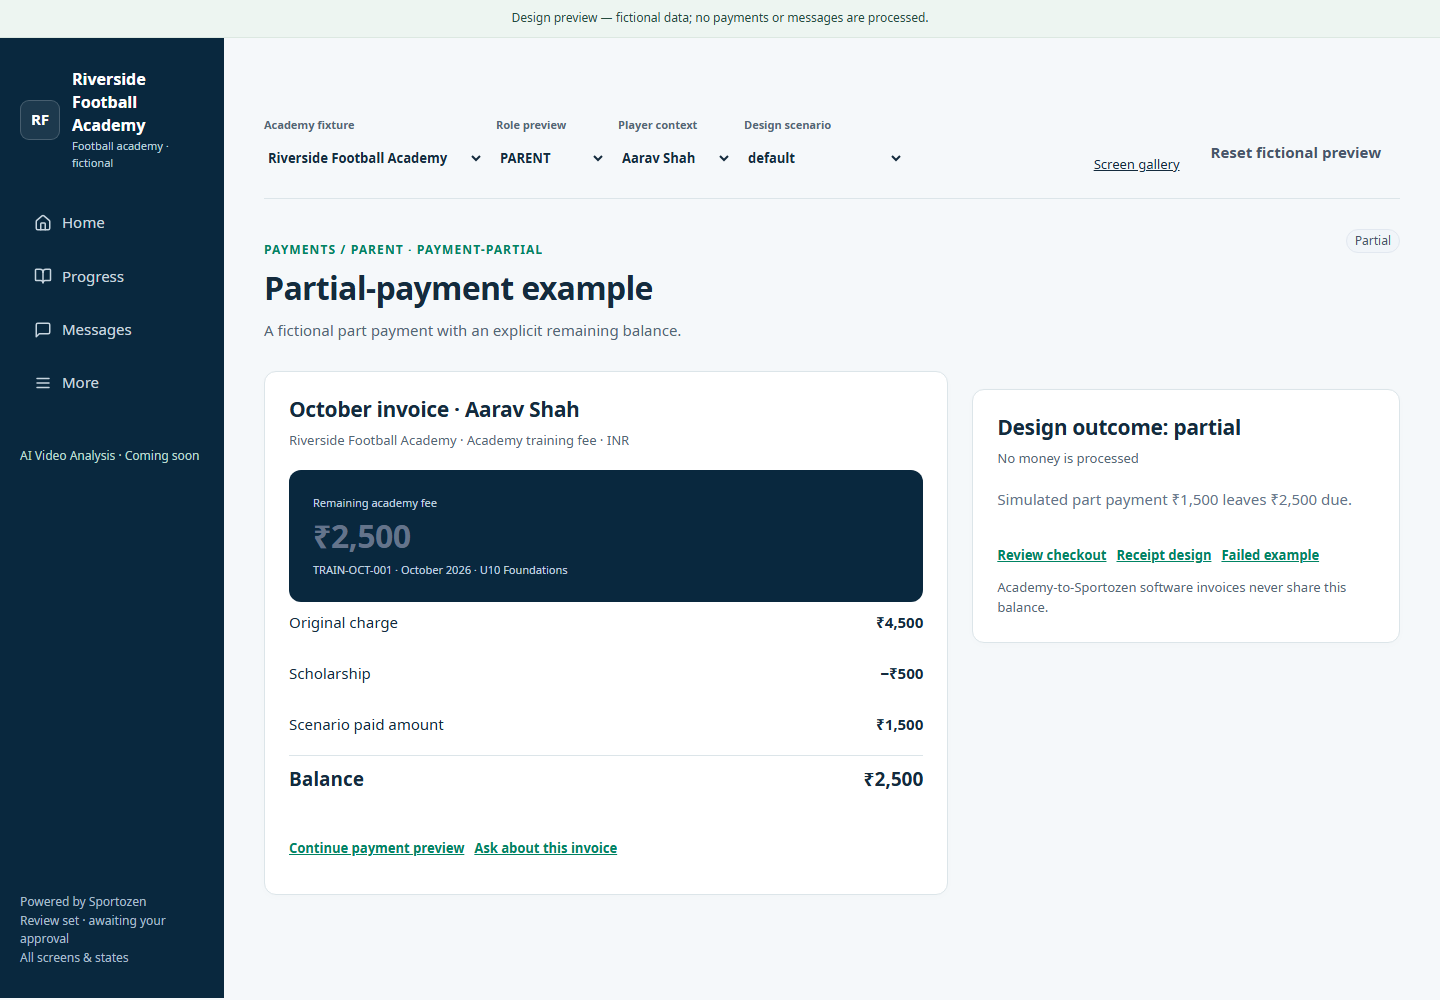 Design preview — fictional data; no payments or messages are processed.
RF
Riverside
Football
Academy
Football academy ·
fictional
Home
Progress
Messages
More
AI Video Analysis · Coming soon
Powered by Sportozen
Review set · awaiting your
approval
All screens & states
Academy fixture
Riverside Football Academy
Role preview
PARENT
Player context
Aarav Shah
Design scenario
default
Screen gallery
Reset fictional preview
PAYMENTS / PARENT · PAYMENT-PARTIAL
Partial
Partial-payment example
A fictional part payment with an explicit remaining balance.
October invoice · Aarav Shah
Riverside Football Academy · Academy training fee · INR
Remaining academy fee
₹2,500
TRAIN-OCT-001 · October 2026 · U10 Foundations
Original charge ₹4,500
Scholarship −₹500
Scenario paid amount ₹1,500
Balance ₹2,500
Continue payment preview Ask about this invoice
Design outcome: partial
No money is processed
Simulated part payment ₹1,500 leaves ₹2,500 due.
Review checkout Receipt design Failed example
Academy-to-Sportozen software invoices never share this
balance.